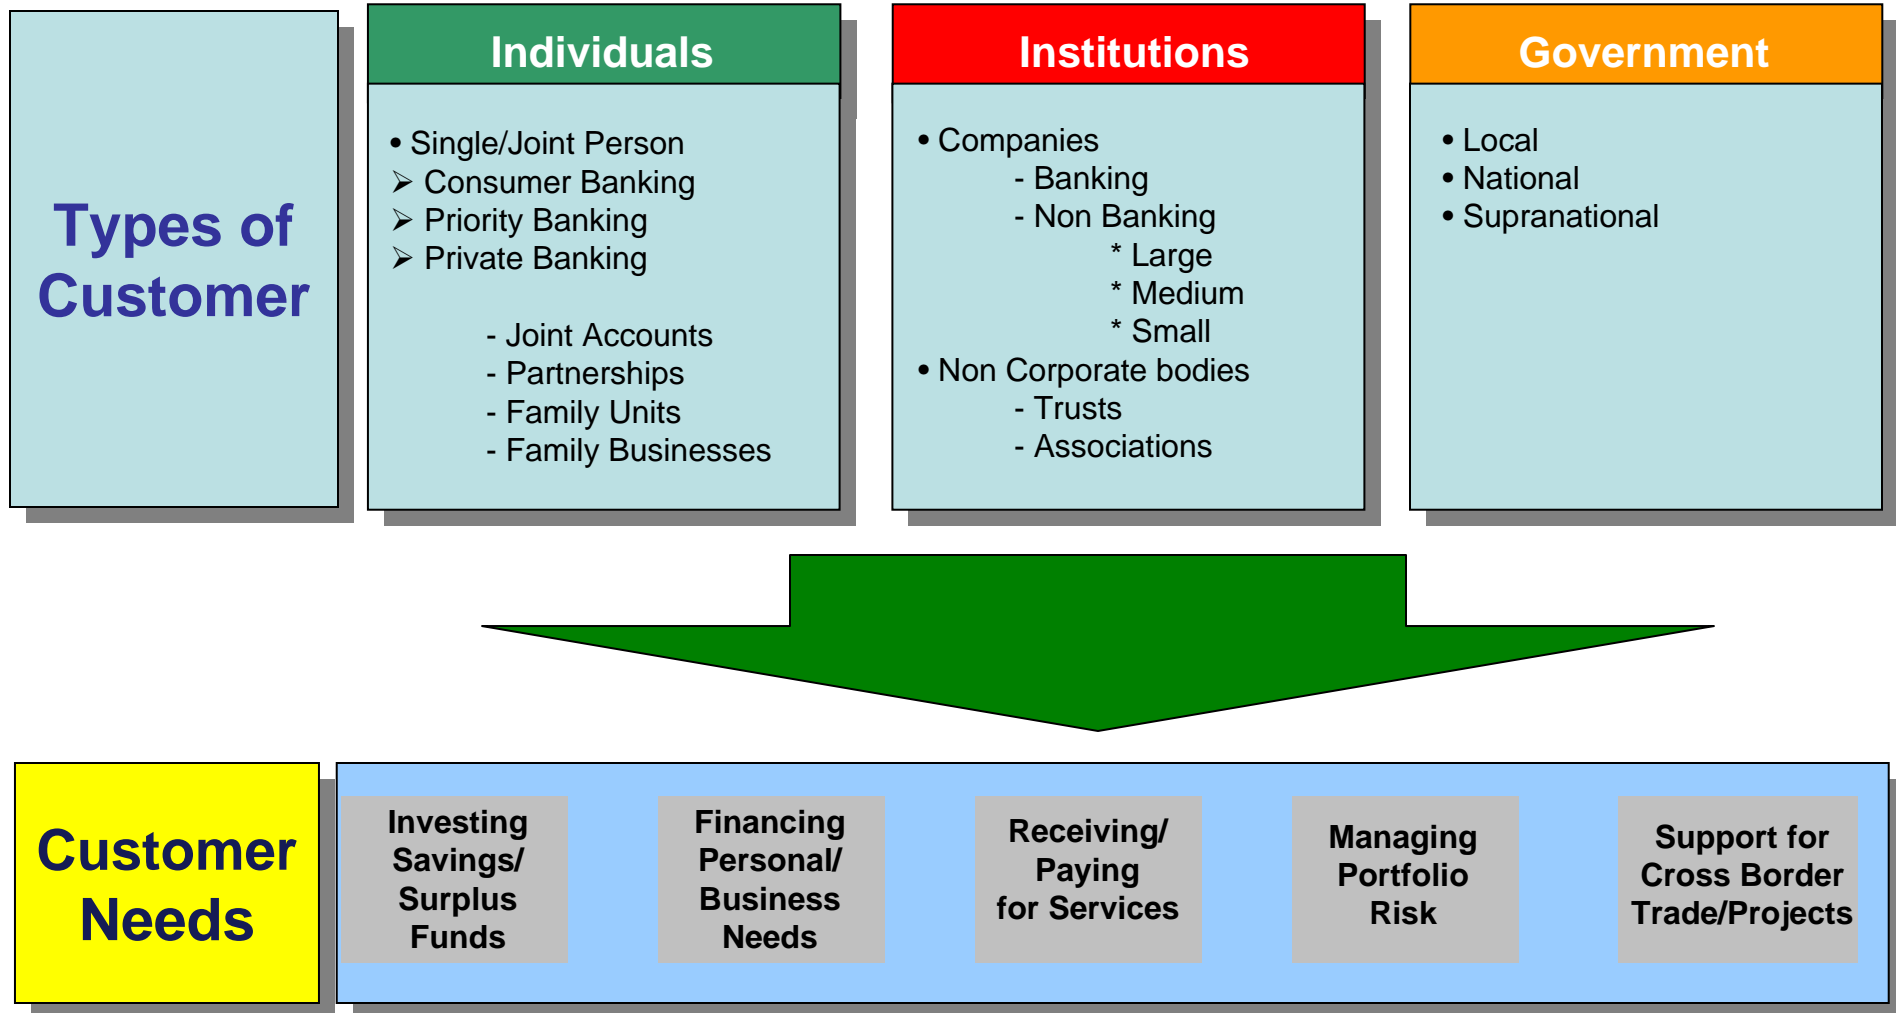 Types of
Customer
Individuals
• Single/Joint Person
➢ Consumer Banking
➢ Priority Banking
➢ Private Banking
- Joint Accounts
- Partnerships
- Family Units
- Family Businesses
Institutions
• Companies
- Banking
- Non Banking
* Large
* Medium
* Small
• Non Corporate bodies
- Trusts
- Associations
Government
• Local
• National
• Supranational
Customer
Needs
Investing
Savings/
Surplus
Funds
Financing
Personal/
Business
Needs
Receiving/
Paying
for Services
Managing
Portfolio
Risk
Support for
Cross Border
Trade/Projects